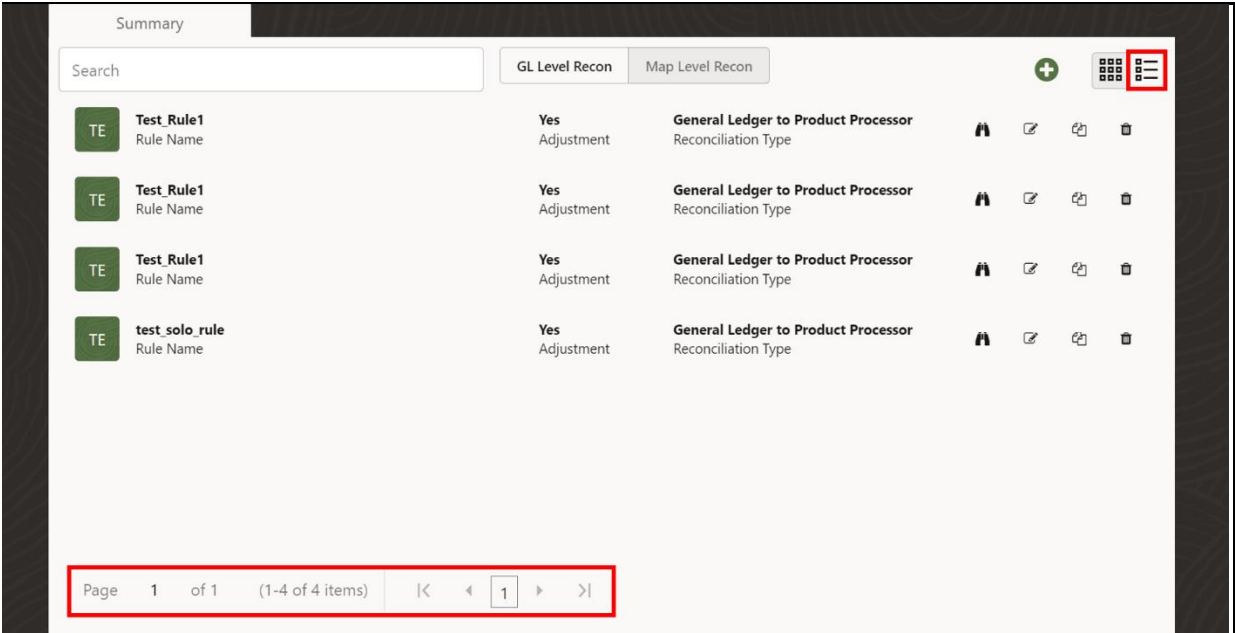 Summary
Search GL Level Recon Map Level Recon
TE Test_Rule1 Yes General Ledger to Product Processor
Rule Name Adjustment Reconciliation Type
TE Test_Rule1 Yes General Ledger to Product Processor
Rule Name Adjustment Reconciliation Type
TE Test_Rule1 Yes General Ledger to Product Processor
Rule Name Adjustment Reconciliation Type
TE test_solo_rule Yes General Ledger to Product Processor
Rule Name Adjustment Reconciliation Type
Page 1 of 1 (1-4 of 4 items) 1